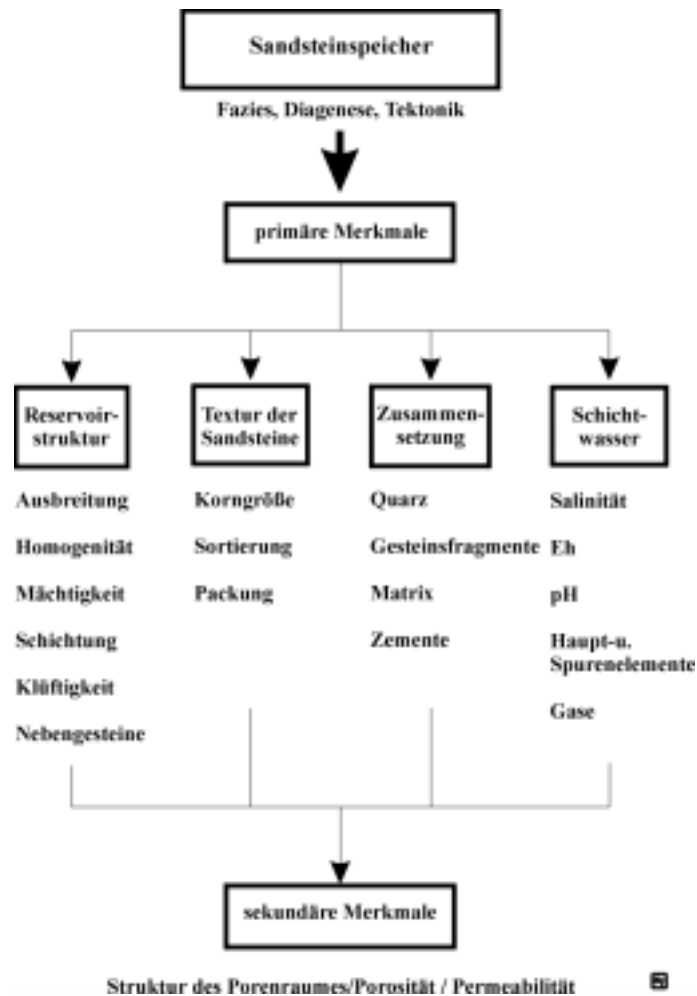 Sandsteinspeicher
Fazies, Diagenese, Tektonik
primäre Merkmale
Reservoir-
struktur
Ausbreitung
Homogenität
Mächtigkeit
Schichtung
Klüftigkeit
Nebengesteine
Textur der
Sandsteine
Korngröße
Sortierung
Packung
Zusammen-
setzung
Quarz
Gesteinsfragmente
Matrix
Zemente
Schicht-
wasser
Salinität
Eh
pH
Haupt-u.
Spurenelemente
Gase
sekundäre Merkmale
Struktur des Porenraumes/Porosität / Permeabilität